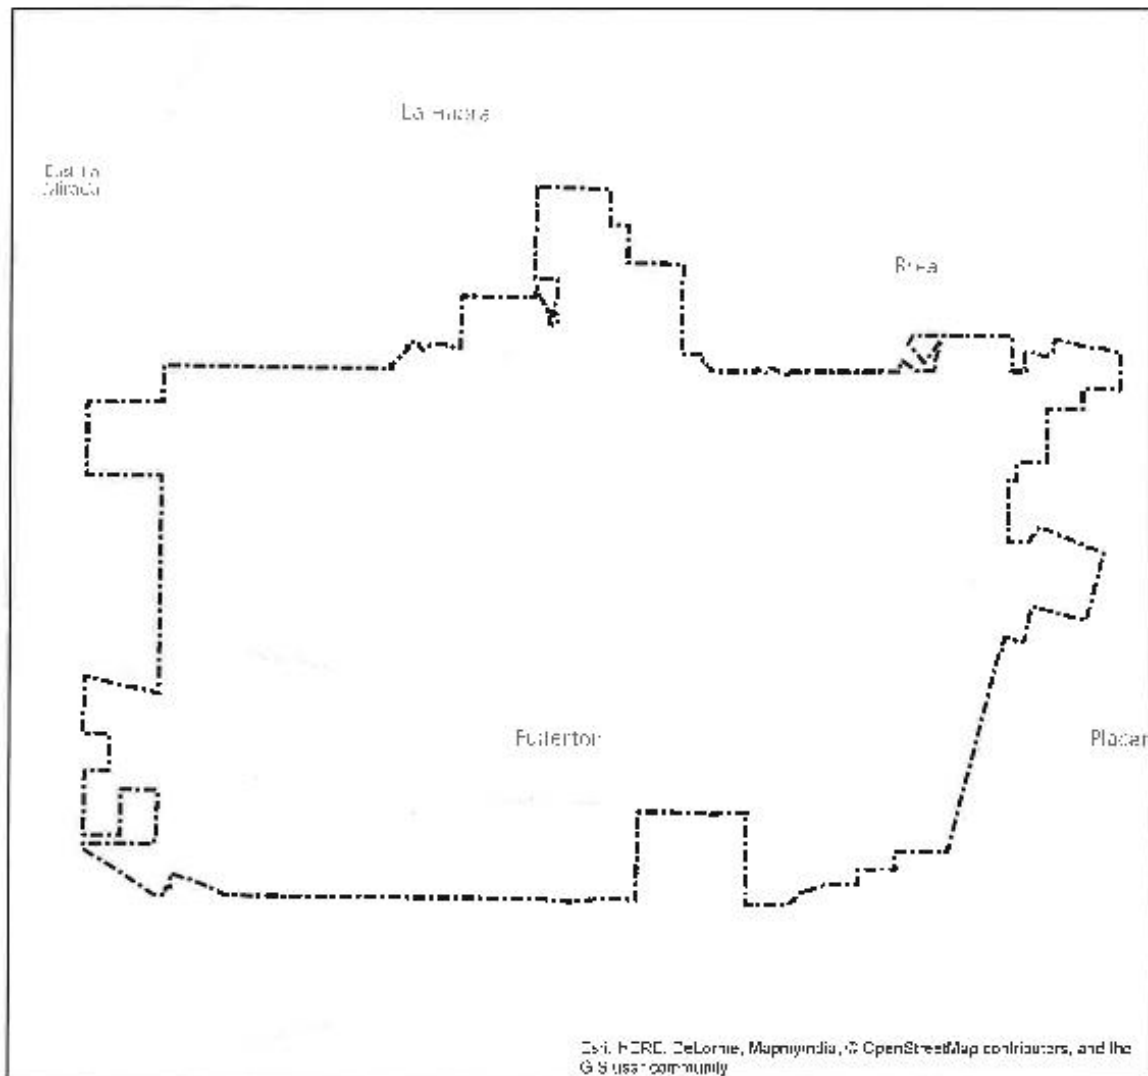 La Habra
East La
Mirada
Brea
Fullerton
Placen
Esri, HERE, DeLorme, MapmyIndia, © OpenStreetMap contributors, and the
GIS user community